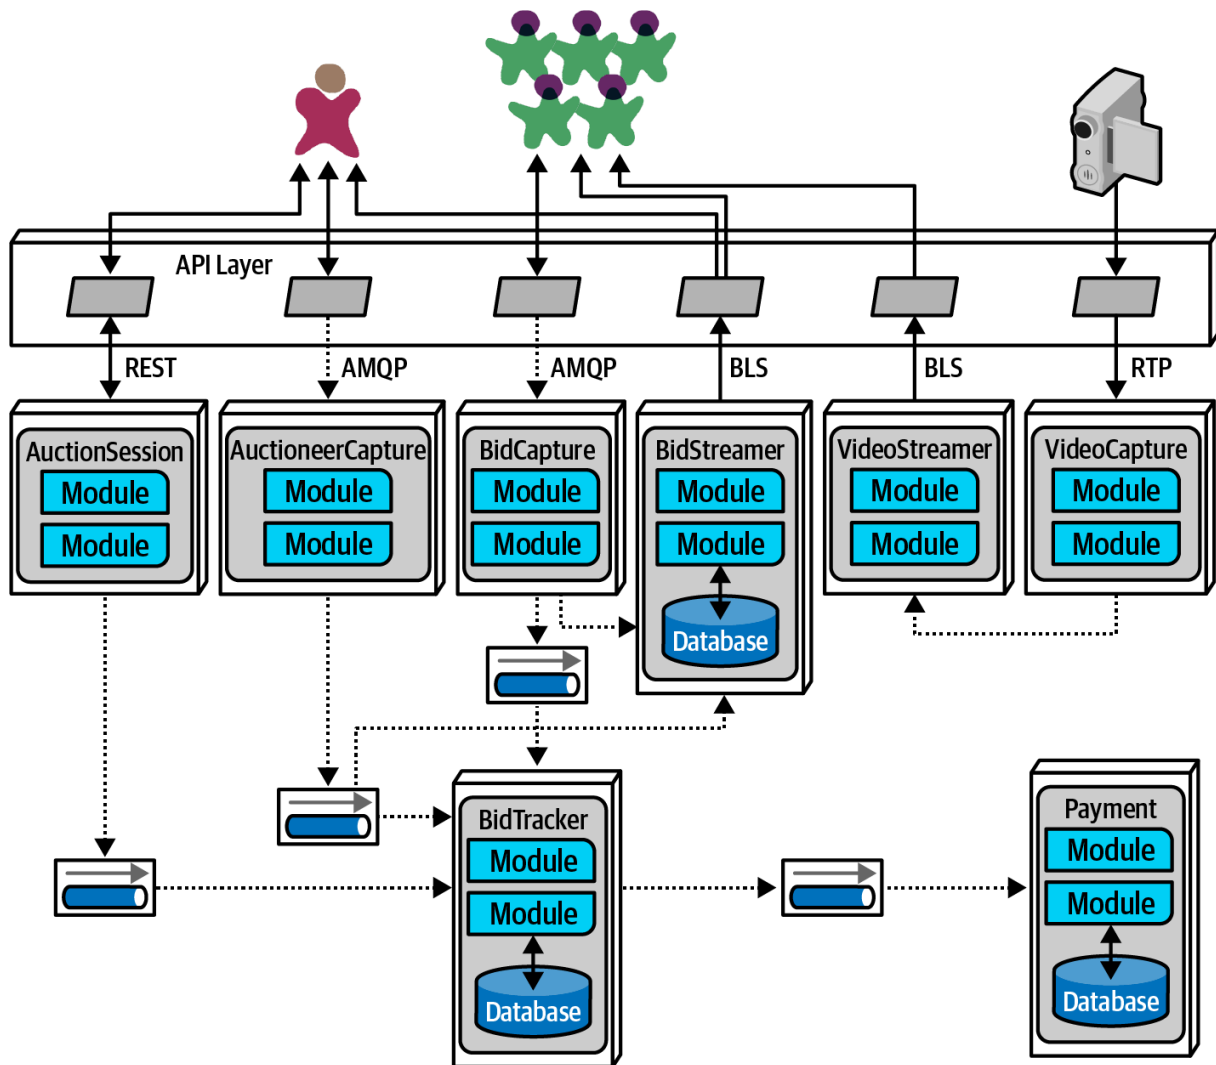 API Layer
REST
AMQP
AMQP
BLS
BLS
RTP
AuctionSession
Module
Module
AuctioneerCapture
Module
Module
BidCapture
Module
Module
BidStreamer
Module
Module
Database
VideoStreamer
Module
Module
VideoCapture
Module
Module
BidTracker
Module
Module
Database
Payment
Module
Module
Database